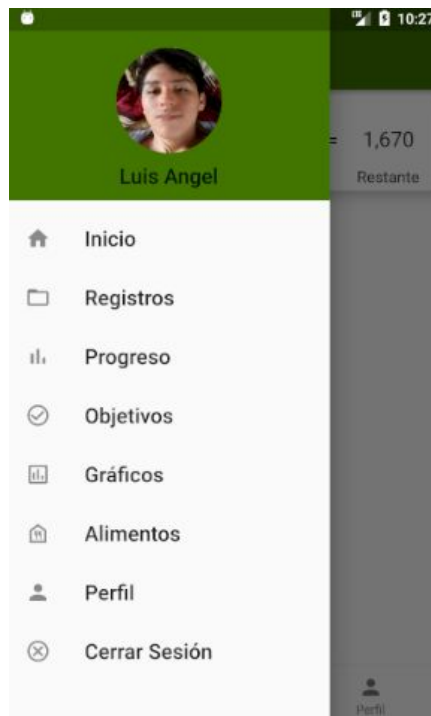 10:27
Luis Angel
= 1,670
Restante
Inicio
Registros
Progreso
Objetivos
Gráficos
Alimentos
Perfil
Cerrar Sesión
Perfil